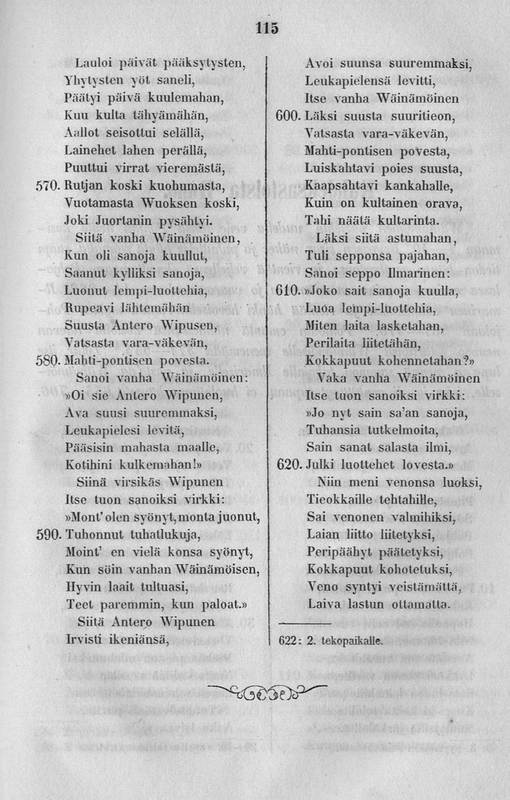 115
Lauloi päivät pääksytysten,
Yhytysten yöt saneli,
Päätyi päivä kuulemahan,
Kuu kulta tähyämähän,
Aallot seisottui selällä,
Lainehet lahen perällä,
Puuttui virrat vieremästä,
570. Rutjan koski kuohumasta,
Vuotamasta Wuoksen koski,
Joki Juortanin pysähtyi.
Siitä vanha Wäinämöinen,
Kun oli sanoja kuullut,
Saanut kylliksi sanoja,
Luonut lempi-luottehia,
Rupeavi lähtemähän
Suusta Antero Wipusen,
Vatsasta vara-väkevän,
580. Mahti-pontisen povesta.
Sanoi vanha Wäinämöinen:
»Oi sie Antero Wipunen,
Ava suusi suuremmaksi,
Leukapielesi levitä,
Pääsisin mahasta maalle,
Kotihini kulkemahan!»
Siinä virsikäs Wipunen
Itse tuon sanoiksi virkki:
»Mont' olen syönyt, monta juonut,
590. Tuhonnut tuhatlukuja,
Moint' en vielä konsa syönyt,
Kun söin vanhan Wäinämöisen,
Hyvin laait tultuasi,
Teet paremmin, kun paloat.»
Siitä Antero Wipunen
Irvisti ikeniänsä,
Avoi suunsa suuremmaksi,
Leukapielensä levitti,
Itse vanha Wäinämöinen
600. Läksi suusta suuritieon,
Vatsasta vara-väkevän,
Mahti-pontisen povesta,
Luiskahtavi poies suusta,
Kaapsahtavi kankahalle,
Kuin on kultainen orava,
Tahi näätä kultarinta.
Läksi siitä astumahan,
Tuli sepponsa pajahan,
Sanoi seppo Ilmarinen:
610. »Joko sait sanoja kuulla,
Luoa lempi-luottehia,
Miten laita lasketahan,
Perilaita liitetähän,
Kokkapuut kohennetahan?»
Vaka vanha Wäinämöinen
Itse tuon sanoiksi virkki:
»Jo nyt sain sa'an sanoja,
Tuhansia tutkelmoita,
Sain sanat salasta ilmi,
620. Julki luottehet lovesta.»
Niin meni venonsa luoksi,
Tieokkaille tehtahille,
Sai venonen valmihiksi,
Laian liitto liitetyksi,
Peripäähyt päätetyksi,
Kokkapuut kohotetuksi,
Veno syntyi veistämättä,
Laiva lastun ottamatta.
622: 2. tekopaikalle.